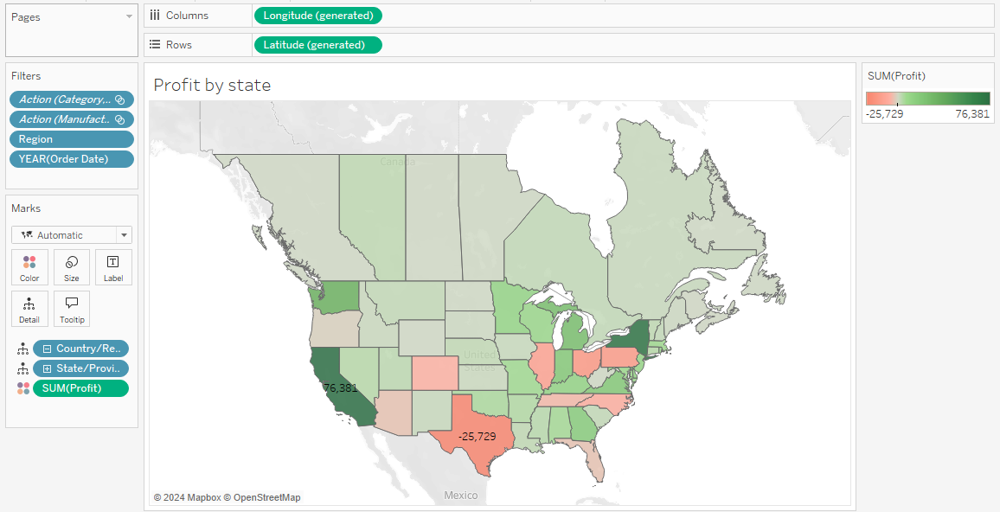 Pages
Columns
Longitude (generated)
Rows
Latitude (generated)
Filters
Action (Category,..
Action (Manufact..
Region
YEAR(Order Date)
Marks
Automatic
Color
Size
Label
Detail
Tooltip
Country/Re..
State/Provi..
SUM(Profit)
Profit by state
Canada
United
States
76,381
-25,729
Mexico
© 2024 Mapbox © OpenStreetMap
SUM(Profit)
-25,729
76,381